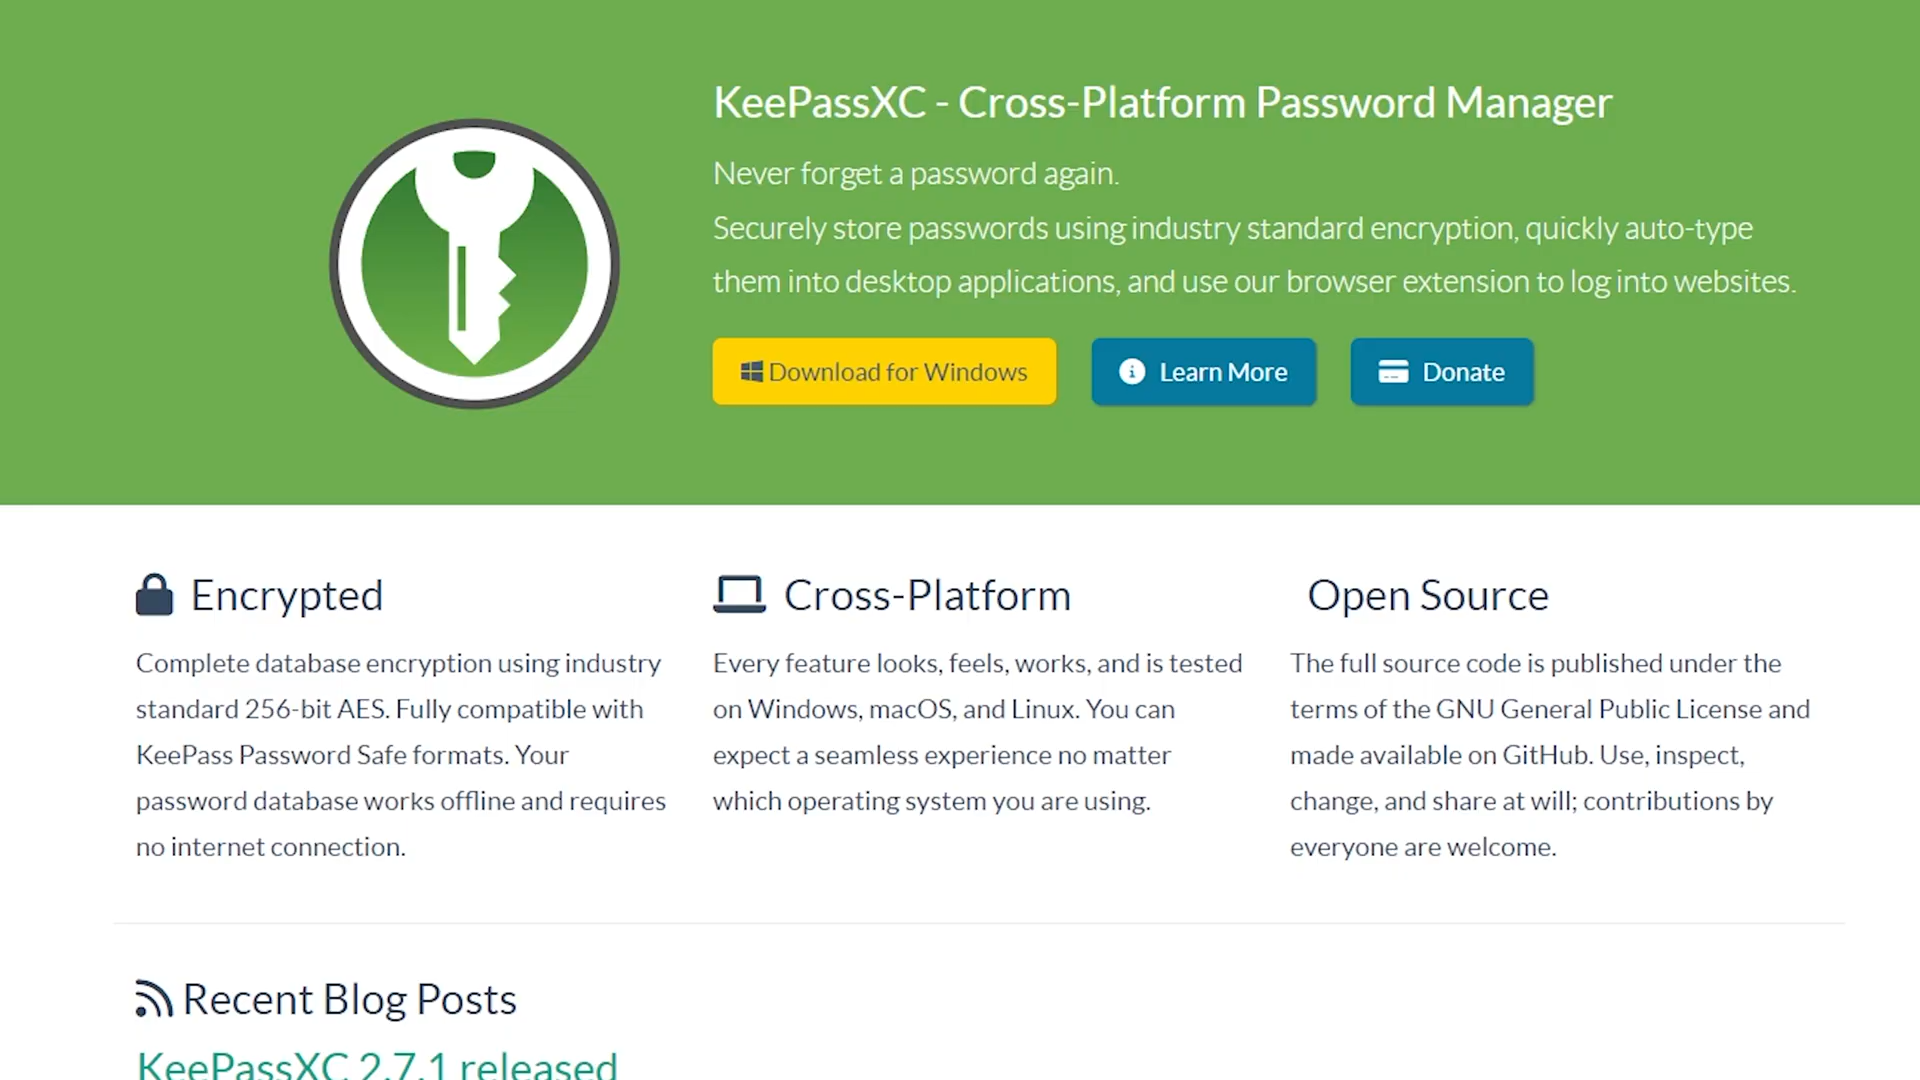 KeePassXC - Cross-Platform Password Manager
Never forget a password again.
Securely store passwords using industry standard encryption, quickly auto-type
them into desktop applications, and use our browser extension to log into websites.
Download for Windows
Learn More
Donate
Encrypted
Complete database encryption using industry
standard 256-bit AES. Fully compatible with
KeePass Password Safe formats. Your
password database works offline and requires
no internet connection.
Cross-Platform
Every feature looks, feels, works, and is tested
on Windows, macOS, and Linux. You can
expect a seamless experience no matter
which operating system you are using.
Open Source
The full source code is published under the
terms of the GNU General Public License and
made available on GitHub. Use, inspect,
change, and share at will; contributions by
everyone are welcome.
Recent Blog Posts
KeePassXC 2.7.1 released